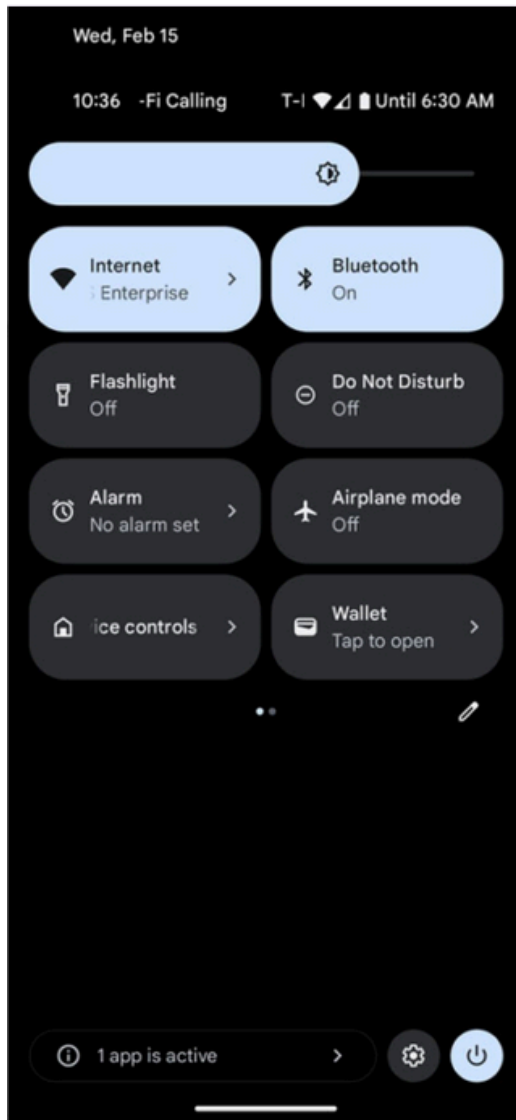 Wed, Feb 15
10:36 -Fi Calling T-I Until 6:30 AM
Internet
Enterprise
Bluetooth
On
Flashlight
Off
Do Not Disturb
Off
Alarm
No alarm set
Airplane mode
Off
ice controls
Wallet
Tap to open
1 app is active